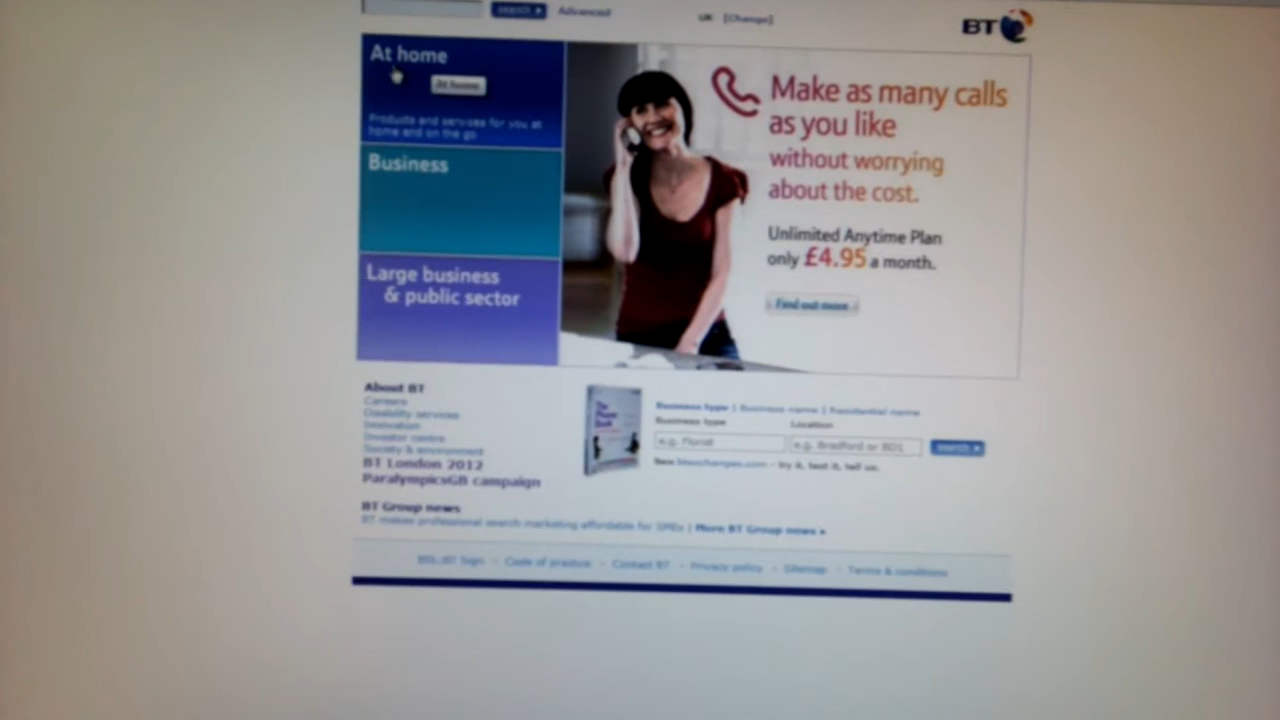 search
Advanced
UK [Change]
BT
At home
At home
Products and services for you at
home and on the go
Business
Large business
& public sector
Make as many calls
as you like
without worrying
about the cost.
Unlimited Anytime Plan
only £4.95 a month.
Find out more
About BT
Careers
Disability services
Innovation
Investor centre
Society & environment
BT London 2012
ParalympicsGB campaign
The
Phone
Book
Business type | Business name | Residential name
Business type Location
e.g. florist e.g. Bradford or BD1 search
New - try it, test it, tell us.
BT Group news
BT makes professional search marketing affordable for SMEs | More BT Group news
BSL:BT Sign - Code of practice - Contact BT - Privacy policy - Sitemap - Terms & conditions